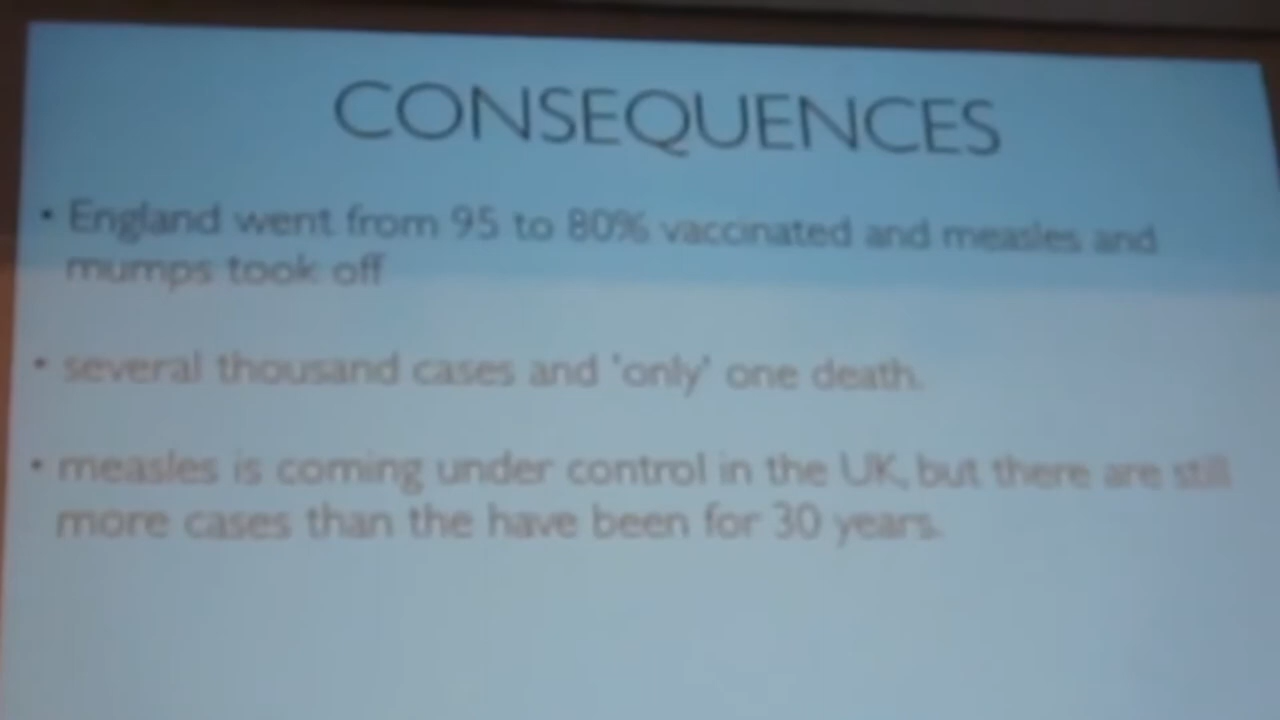 CONSEQUENCES
• England went from 95 to 80% vaccinated and measles and
mumps took off
• several thousand cases and 'only' one death.
• measles is coming under control in the UK, but there are still
more cases than the have been for 30 years.